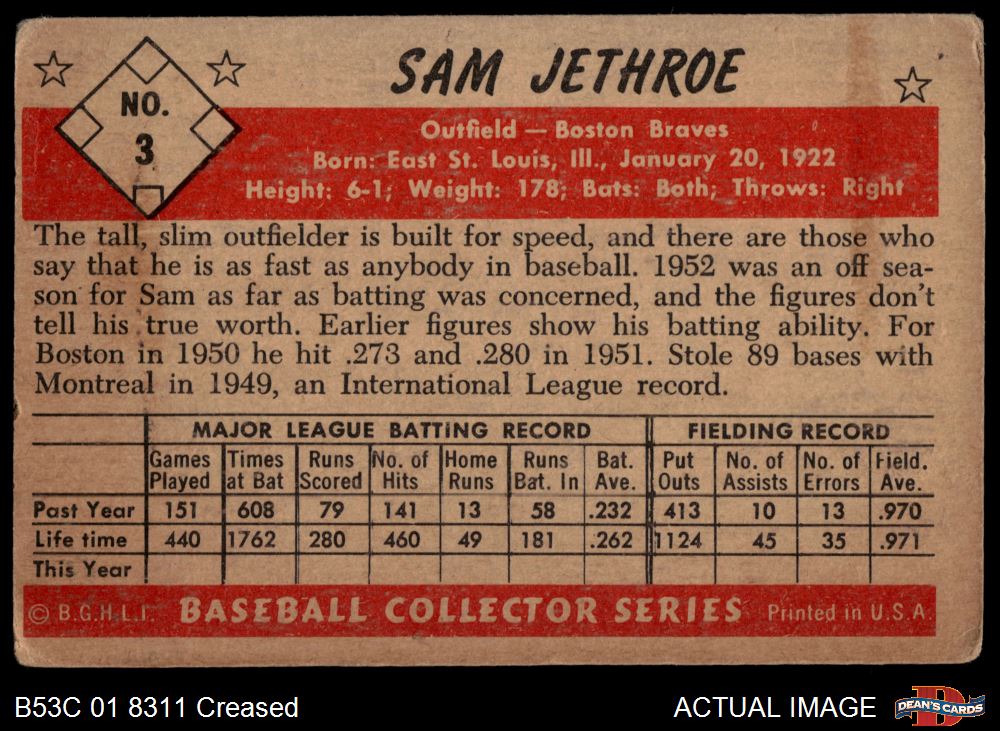 SAM JETHROE
NO.
3
Outfield — Boston Braves
Born: East St. Louis, Ill., January 20, 1922
Height: 6-1; Weight: 178; Bats: Both; Throws: Right
The tall, slim outfielder is built for speed, and there are those who
say that he is as fast as anybody in baseball. 1952 was an off sea-
son for Sam as far as batting was concerned, and the figures don't
tell his true worth. Earlier figures show his batting ability. For
Boston in 1950 he hit .273 and .280 in 1951. Stole 89 bases with
Montreal in 1949, an International League record.
MAJOR LEAGUE BATTING RECORD FIELDING RECORD
Games Times Runs No. of Home Runs Bat. Put No. of No. of Field.
Played at Bat Scored Hits Runs Bat. In Ave. Outs Assists Errors Ave.
Past Year 151 608 79 141 13 58 .232 413 10 13 .970
Life time 440 1762 280 460 49 181 .262 1124 45 35 .971
This Year
© B.G.H.L.I. BASEBALL COLLECTOR SERIES Printed in U.S.A.
B53C 01 8311 Creased ACTUAL IMAGE D DEAN'S CARDS